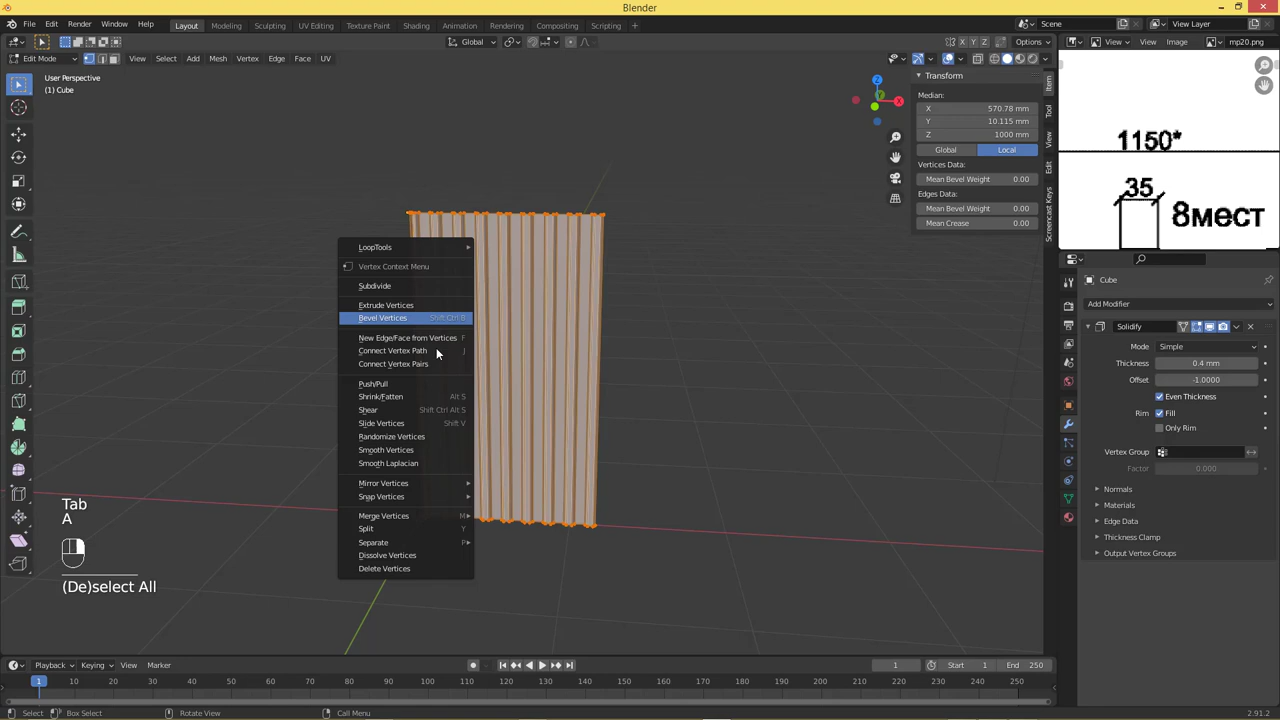 Blender
File Edit Render Window Help Layout Modeling Sculpting UV Editing Texture Paint Shading Animation Rendering Compositing Scripting + Scene View Layer
Global X Y Z Options View Image mp20.png
Edit Mode View Select Add Mesh Vertex Edge Face UV
User Perspective
(1) Cube
X
Y
Z
Transform
Median:
X 570.78 mm
Y 10.115 mm
Z 1000 mm
Global Local
Vertices Data:
Mean Bevel Weight 0.00
Edges Data:
Mean Bevel Weight 0.00
Mean Crease 0.00
Item
Tool
View
Edit
Screencast Keys
1150*
35
8мест
LoopTools
Vertex Context Menu
Subdivide
Extrude Vertices
Bevel Vertices Shift Ctrl B
New Edge/Face from Vertices F
Connect Vertex Path J
Connect Vertex Pairs
Push/Pull
Shrink/Fatten Alt S
Shear Shift Ctrl Alt S
Slide Vertices Shift V
Randomize Vertices
Smooth Vertices
Smooth Laplacian
Mirror Vertices
Snap Vertices
Merge Vertices M
Split Y
Separate P
Dissolve Vertices
Delete Vertices
Tab
A
(De)select All
Cube
Add Modifier
Solidify
Mode Simple
Thickness 0.4 mm
Offset -1.0000
Even Thickness
Rim Fill
Only Rim
Vertex Group
Factor 0.000
Normals
Materials
Edge Data
Thickness Clamp
Output Vertex Groups
Playback Keying View Marker 1 Start 1 End 250
1 10 20 30 40 50 60 70 80 90 100 110 120 130 140 150 160 170 180 190 200 210 220 230 240 250
Select Box Select Rotate View Call Menu 2.91.2